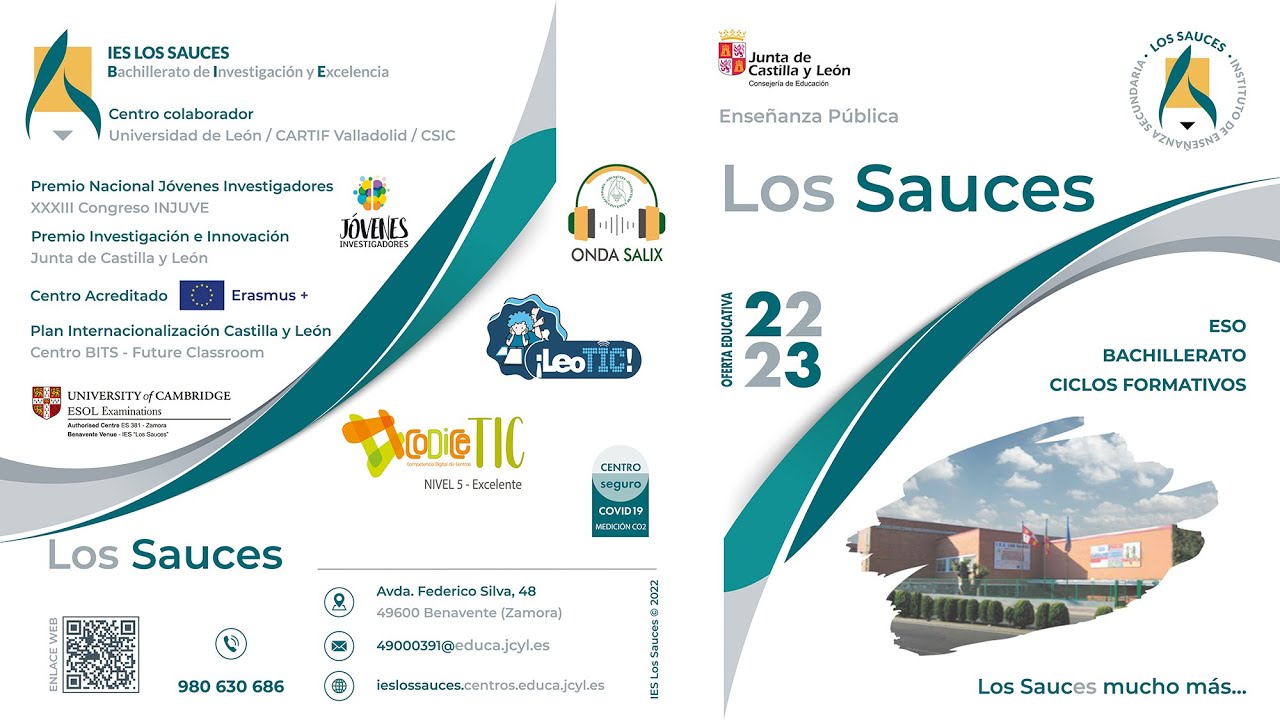 IES LOS SAUCES
Bachillerato de Investigación y Excelencia
Centro colaborador
Universidad de León / CARTIF Valladolid / CSIC
Premio Nacional Jóvenes Investigadores
XXXIII Congreso INJUVE
Premio Investigación e Innovación
Junta de Castilla y León
Centro Acreditado Erasmus +
Plan Internacionalización Castilla y León
Centro BITS - Future Classroom
UNIVERSITY of CAMBRIDGE
ESOL Examinations
Authorised Centre ES 381 - Zamora
Benavente Venue - IES "Los Sauces"
JÓVENES
INVESTIGADORES
ONDA SALIX
¡LeoTIC!
CoDiCeTIC
Competencia Digital de Centros
NIVEL 5 - Excelente
CENTRO
seguro
COVID19
MEDICIÓN CO2
Los Sauces
ENLACE WEB
980 630 686
Avda. Federico Silva, 48
49600 Benavente (Zamora)
49000391@educa.jcyl.es
ieslossauces.centros.educa.jcyl.es
IES Los Sauces © 2022
Junta de
Castilla y León
Consejería de Educación
Enseñanza Pública
LOS SAUCES · INSTITUTO DE ENSEÑANZA SECUNDARIA ·
Los Sauces
OFERTA EDUCATIVA
22
23
ESO
BACHILLERATO
CICLOS FORMATIVOS
Los Sauces mucho más...